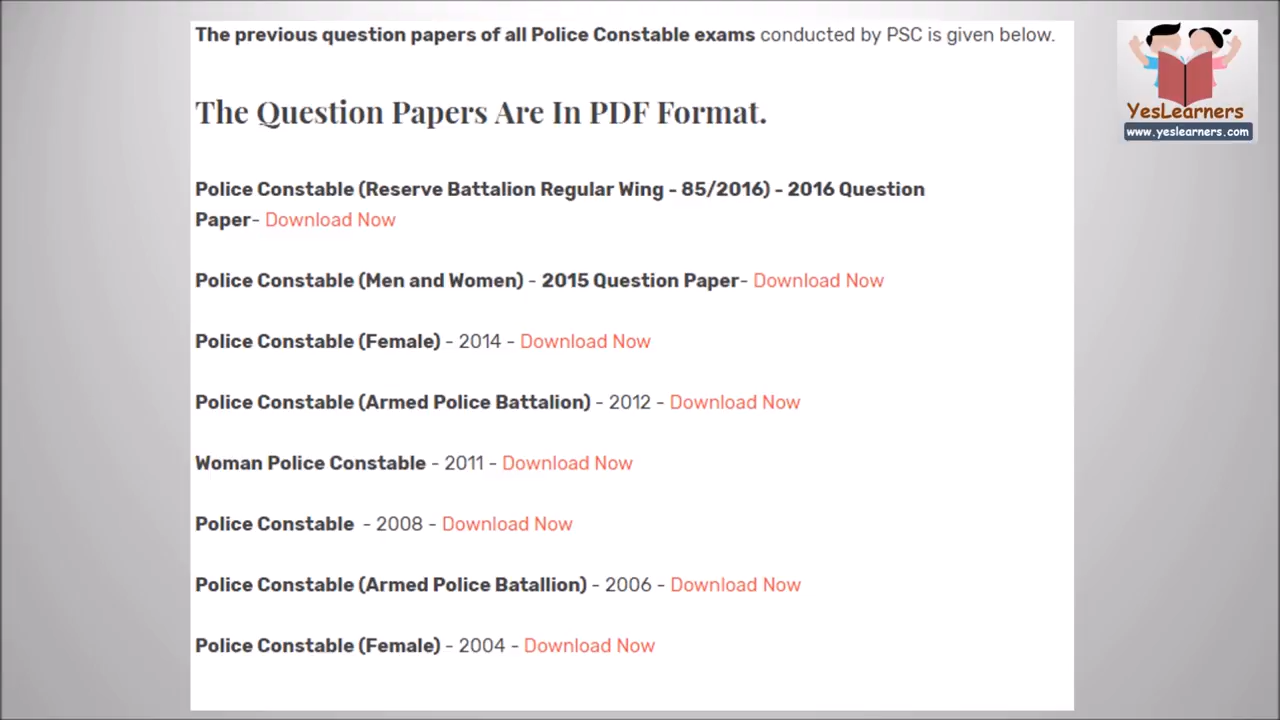 The previous question papers of all Police Constable exams conducted by PSC is given below.
The Question Papers Are In PDF Format.
Police Constable (Reserve Battalion Regular Wing - 85/2016) - 2016 Question
Paper- Download Now
Police Constable (Men and Women) - 2015 Question Paper- Download Now
Police Constable (Female) - 2014 - Download Now
Police Constable (Armed Police Battalion) - 2012 - Download Now
Woman Police Constable - 2011 - Download Now
Police Constable - 2008 - Download Now
Police Constable (Armed Police Batallion) - 2006 - Download Now
Police Constable (Female) - 2004 - Download Now
YesLearners
www.yeslearners.com